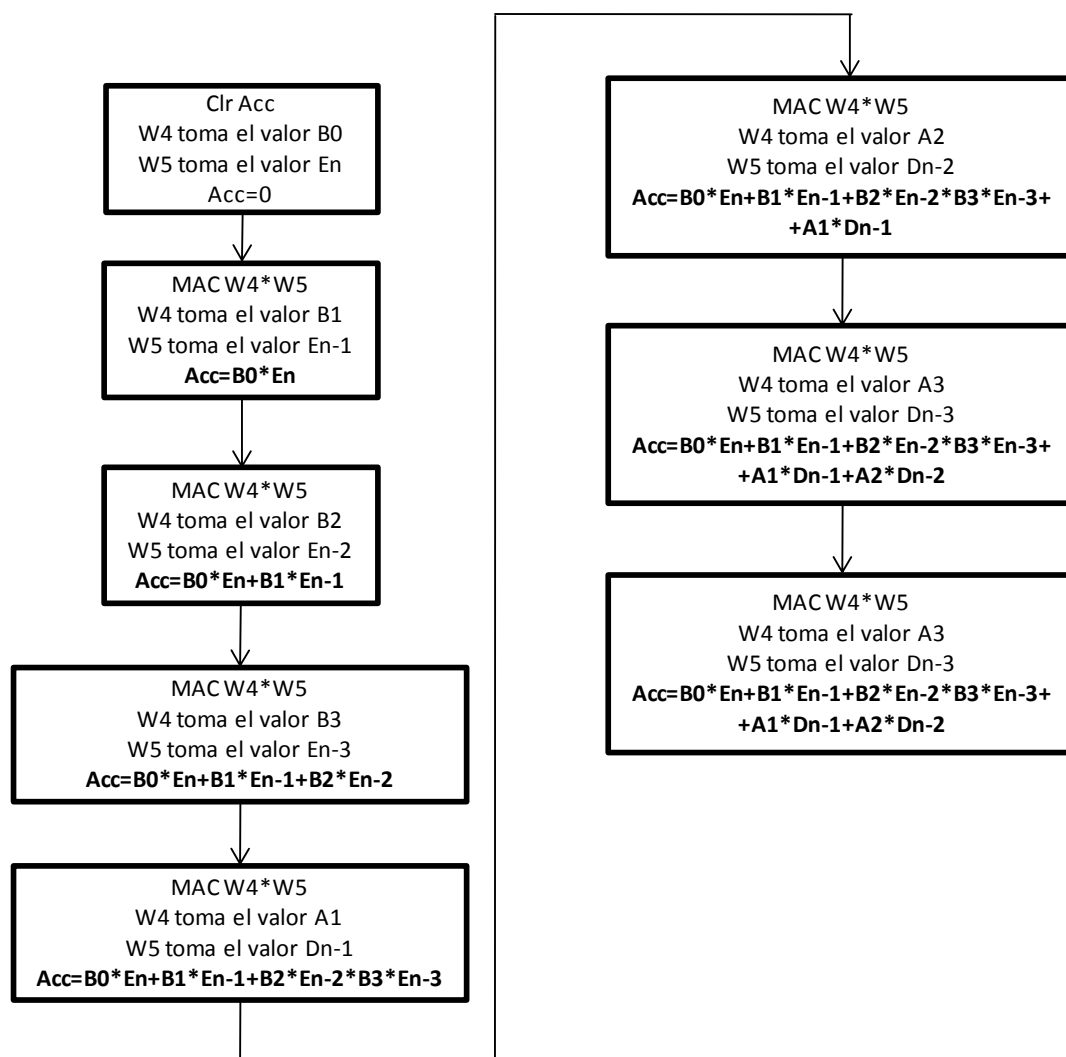 Clr Acc
W4 toma el valor B0
W5 toma el valor En
Acc=0
MAC W4*W5
W4 toma el valor B1
W5 toma el valor En-1
Acc=B0*En
MAC W4*W5
W4 toma el valor B2
W5 toma el valor En-2
Acc=B0*En+B1*En-1
MAC W4*W5
W4 toma el valor B3
W5 toma el valor En-3
Acc=B0*En+B1*En-1+B2*En-2
MAC W4*W5
W4 toma el valor A1
W5 toma el valor Dn-1
Acc=B0*En+B1*En-1+B2*En-2*B3*En-3
MAC W4*W5
W4 toma el valor A2
W5 toma el valor Dn-2
Acc=B0*En+B1*En-1+B2*En-2*B3*En-3+
+A1*Dn-1
MAC W4*W5
W4 toma el valor A3
W5 toma el valor Dn-3
Acc=B0*En+B1*En-1+B2*En-2*B3*En-3+
+A1*Dn-1+A2*Dn-2
MAC W4*W5
W4 toma el valor A3
W5 toma el valor Dn-3
Acc=B0*En+B1*En-1+B2*En-2*B3*En-3+
+A1*Dn-1+A2*Dn-2